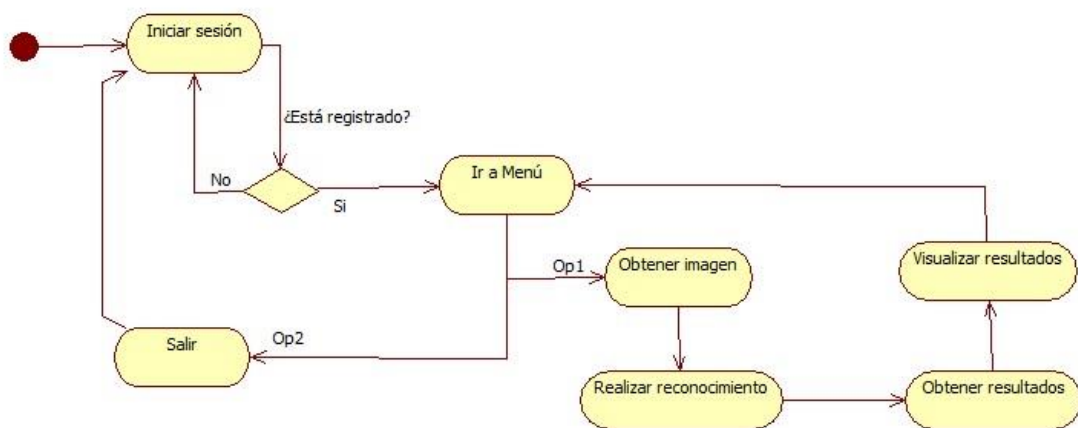 Iniciar sesión
¿Está registrado?
No
Si
Ir a Menú
Op1
Obtener imagen
Visualizar resultados
Op2
Salir
Realizar reconocimiento
Obtener resultados